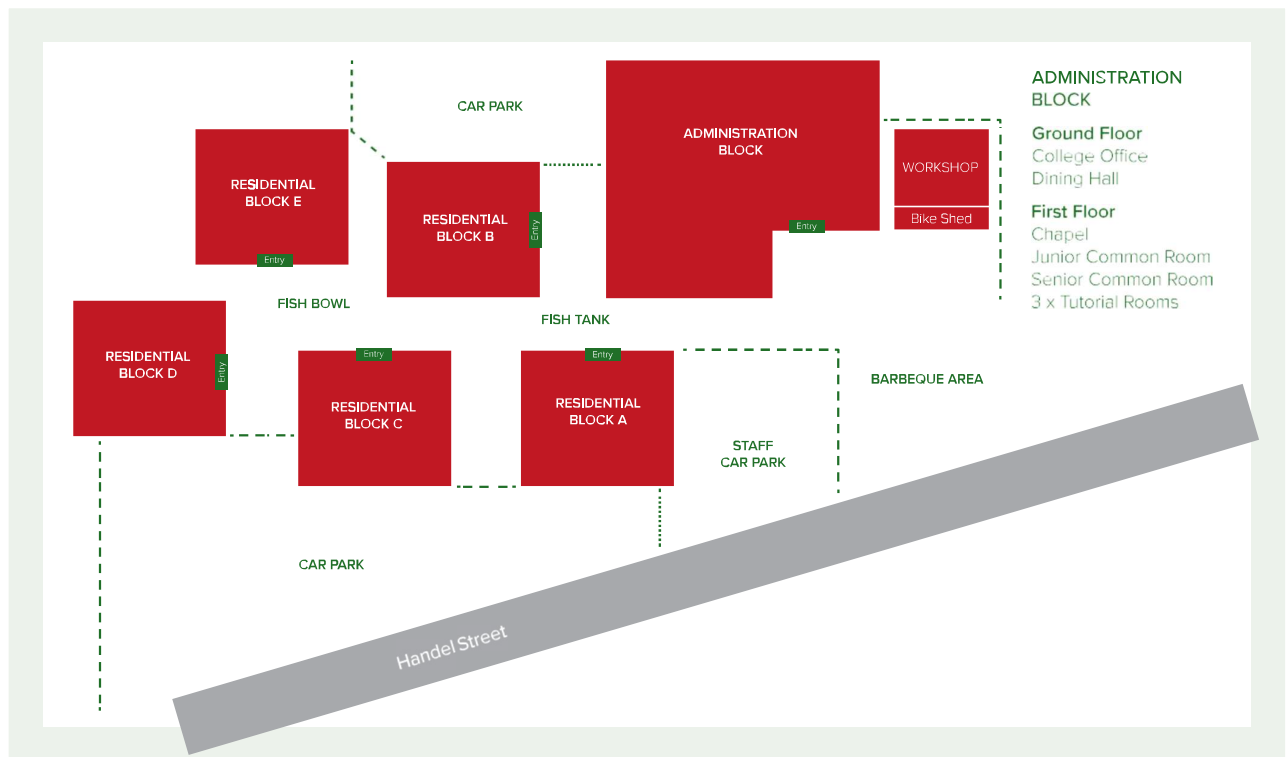 CAR PARK
ADMINISTRATION
BLOCK
WORKSHOP
Bike Shed
Entry
RESIDENTIAL
BLOCK E
Entry
RESIDENTIAL
BLOCK B
Entry
FISH BOWL
FISH TANK
RESIDENTIAL
BLOCK D
Entry
Entry
RESIDENTIAL
BLOCK C
Entry
RESIDENTIAL
BLOCK A
BARBEQUE AREA
STAFF
CAR PARK
CAR PARK
Handel Street
ADMINISTRATION
BLOCK
Ground Floor
College Office
Dining Hall
First Floor
Chapel
Junior Common Room
Senior Common Room
3 x Tutorial Rooms